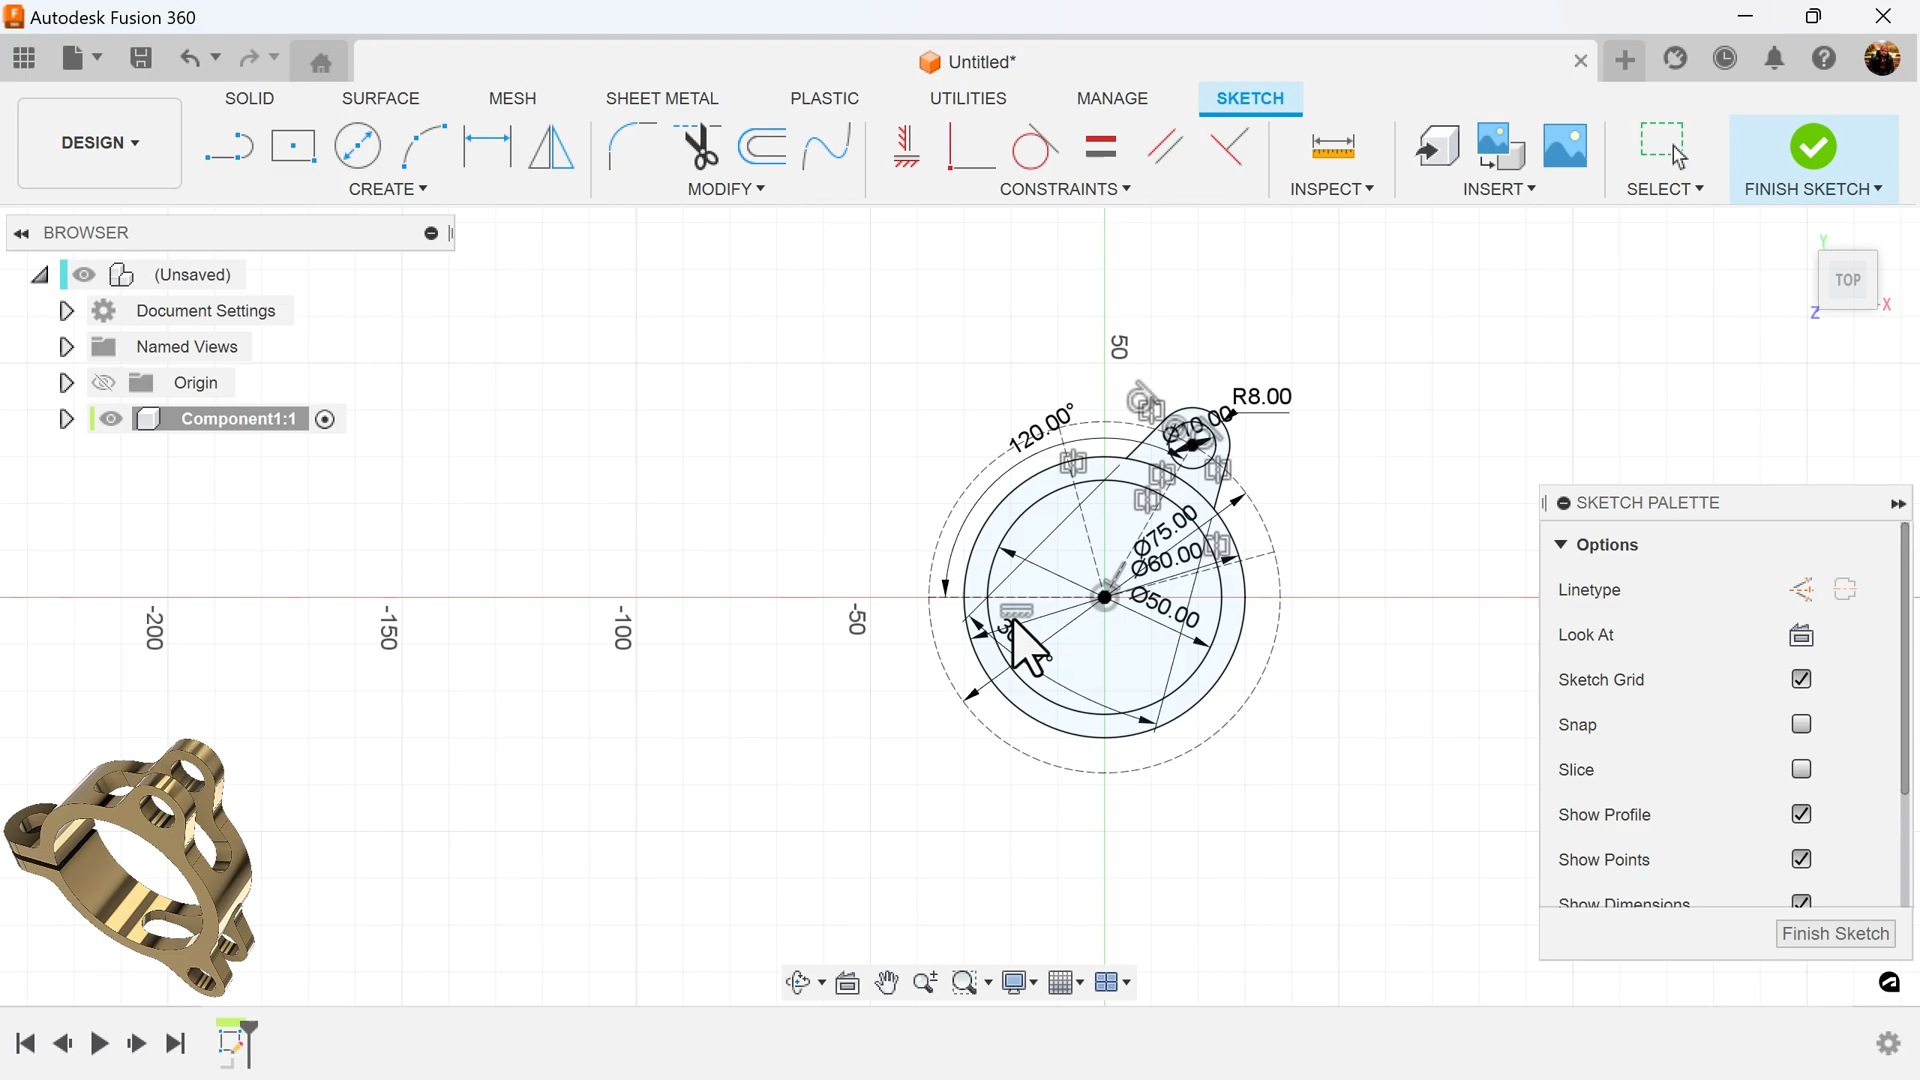 Autodesk Fusion 360
Untitled*
SOLID
SURFACE
MESH
SHEET METAL
PLASTIC
UTILITIES
MANAGE
SKETCH
DESIGN
CREATE
MODIFY
CONSTRAINTS
INSPECT
INSERT
SELECT
FINISH SKETCH
BROWSER
(Unsaved)
Document Settings
Named Views
Origin
Component1:1
Y
TOP
X
Z
50
R8.00
Ø10.00
120.00°
Ø75.00
Ø60.00
Ø50.00
-200
-150
-100
-50
SKETCH PALETTE
Options
Linetype
Look At
Sketch Grid
Snap
Slice
Show Profile
Show Points
Show Dimensions
Finish Sketch